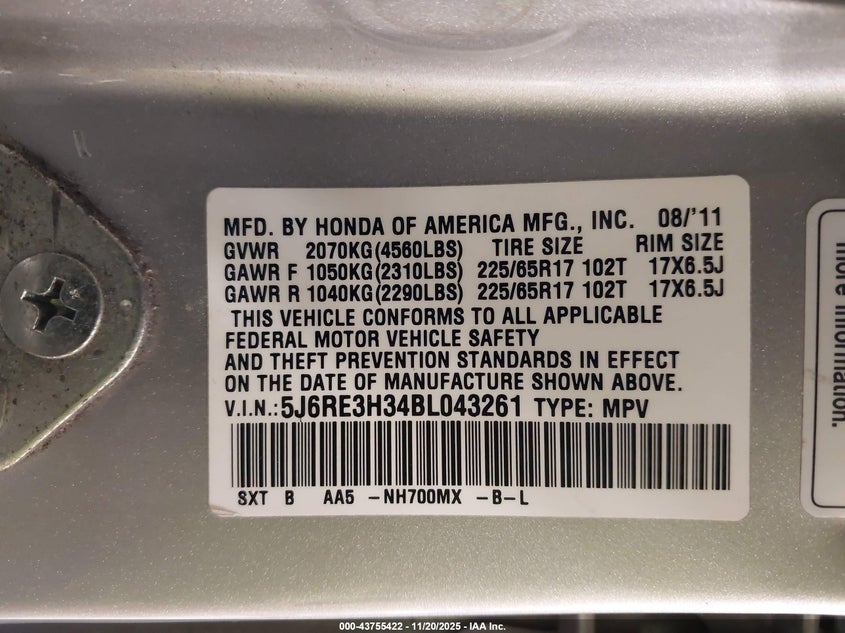 MFD. BY HONDA OF AMERICA MFG., INC. 08/'11
GVWR 2070KG(4560LBS) TIRE SIZE RIM SIZE
GAWR F 1050KG(2310LBS) 225/65R17 102T 17X6.5J
GAWR R 1040KG(2290LBS) 225/65R17 102T 17X6.5J
THIS VEHICLE CONFORMS TO ALL APPLICABLE
FEDERAL MOTOR VEHICLE SAFETY
AND THEFT PREVENTION STANDARDS IN EFFECT
ON THE DATE OF MANUFACTURE SHOWN ABOVE.
V.I.N.: 5J6RE3H34BL043261 TYPE: MPV
SXT B AA5 -NH700MX -B-L
more information.
000-43755422 - 11/20/2025 - IAA Inc.